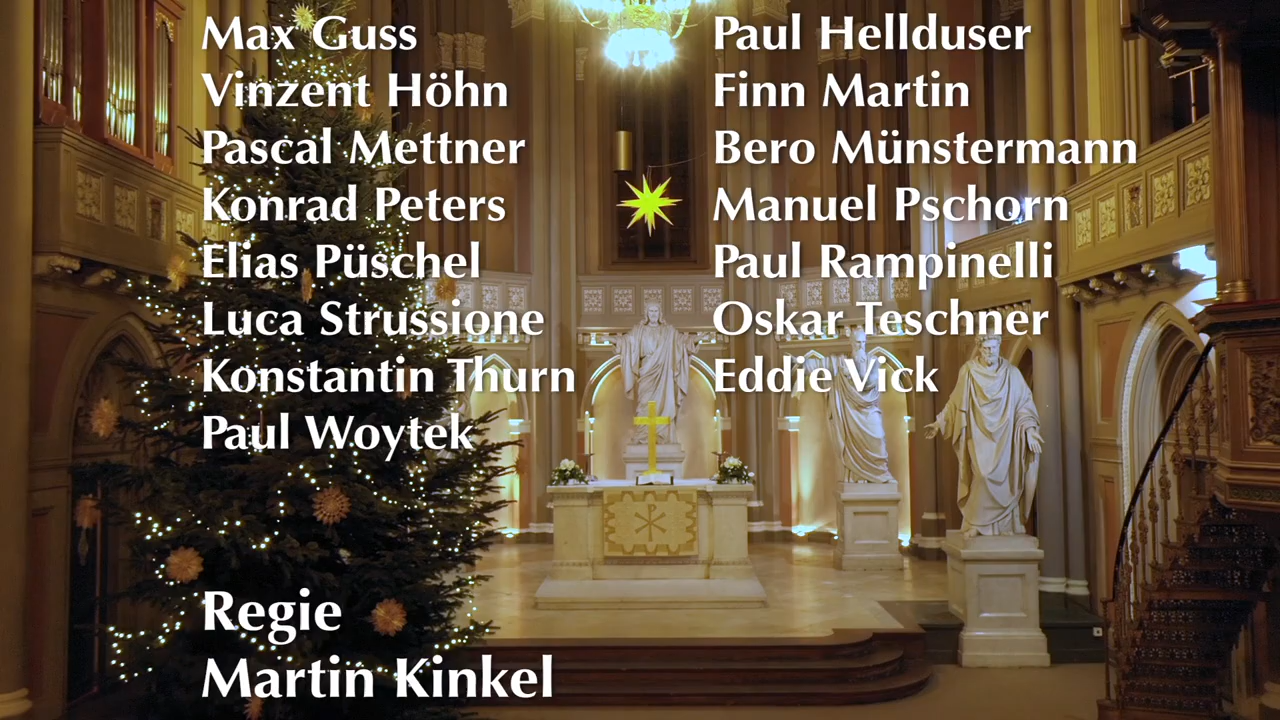 Max Guss
Vinzent Höhn
Pascal Mettner
Konrad Peters
Elias Püschel
Luca Strussione
Konstantin Thurn
Paul Woytek
Paul Hellduser
Finn Martin
Bero Münstermann
Manuel Pschorn
Paul Rampinelli
Oskar Teschner
Eddie Vick
Regie
Martin Kinkel